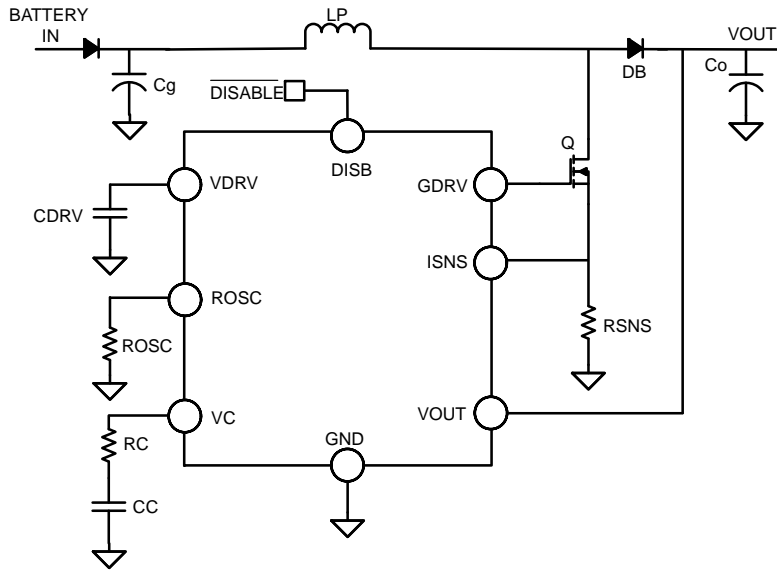 BATTERY
IN
LP
VOUT
Cg
DB
Co
DISABLE
DISB
Q
VDRV
GDRV
CDRV
ISNS
ROSC
ROSC
RSNS
VC
VOUT
RC
GND
CC